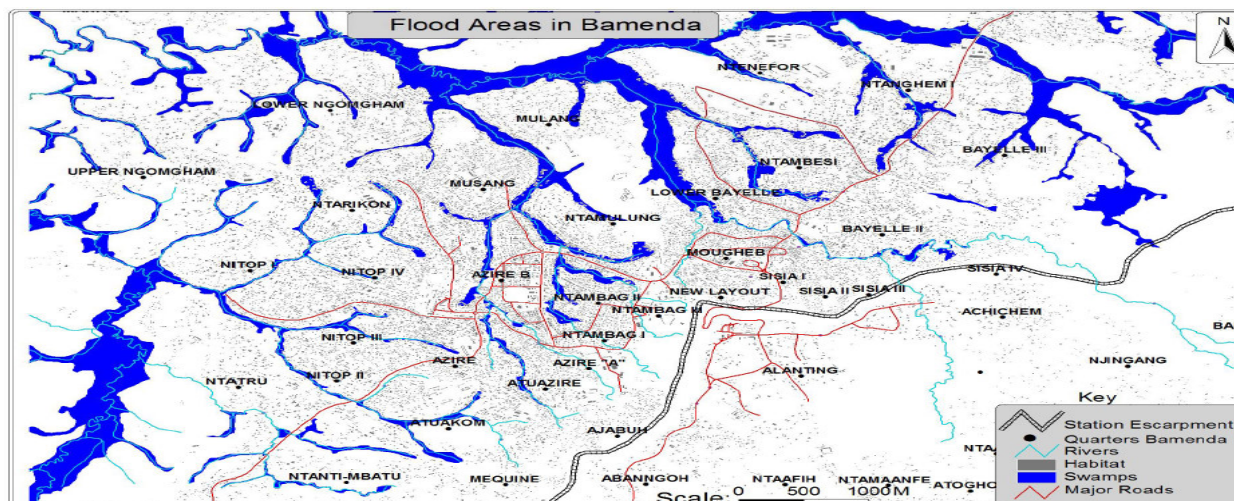 Flood Areas in Bamenda
N
NTENEFOR
NTANGHEM I
LOWER NGOMGHAM
MULANG
BAYELLE III
NTAMBESI
UPPER NGOMGHAM
MUSANG
LOWER BAYELLE
NTARIKON
NTAMULUNG
BAYELLE II
MOUGHEB
NITOP I
NITOP IV
AZIRE B
SISIA I
SISIA IV
NEW LAYOUT
SISIA II
SISIA III
NTAMBAG II
NTAMBAG III
ACHICHEM
NITOP III
NTAMBAG I
AZIRE
AZIRE "A"
NJINGANG
ALANTING
NTATRU
NITOP II
ATUAZIRE
Key
ATUAKOM
AJABUH
Station Escarpment
Quarters Bamenda
Rivers
Habitat
Swamps
Major Roads
NTANTI-MBATU
MEQUINE
ABANNGOH
NTAAFIH
NTAMAANFE
Scale:
0 500 1000M